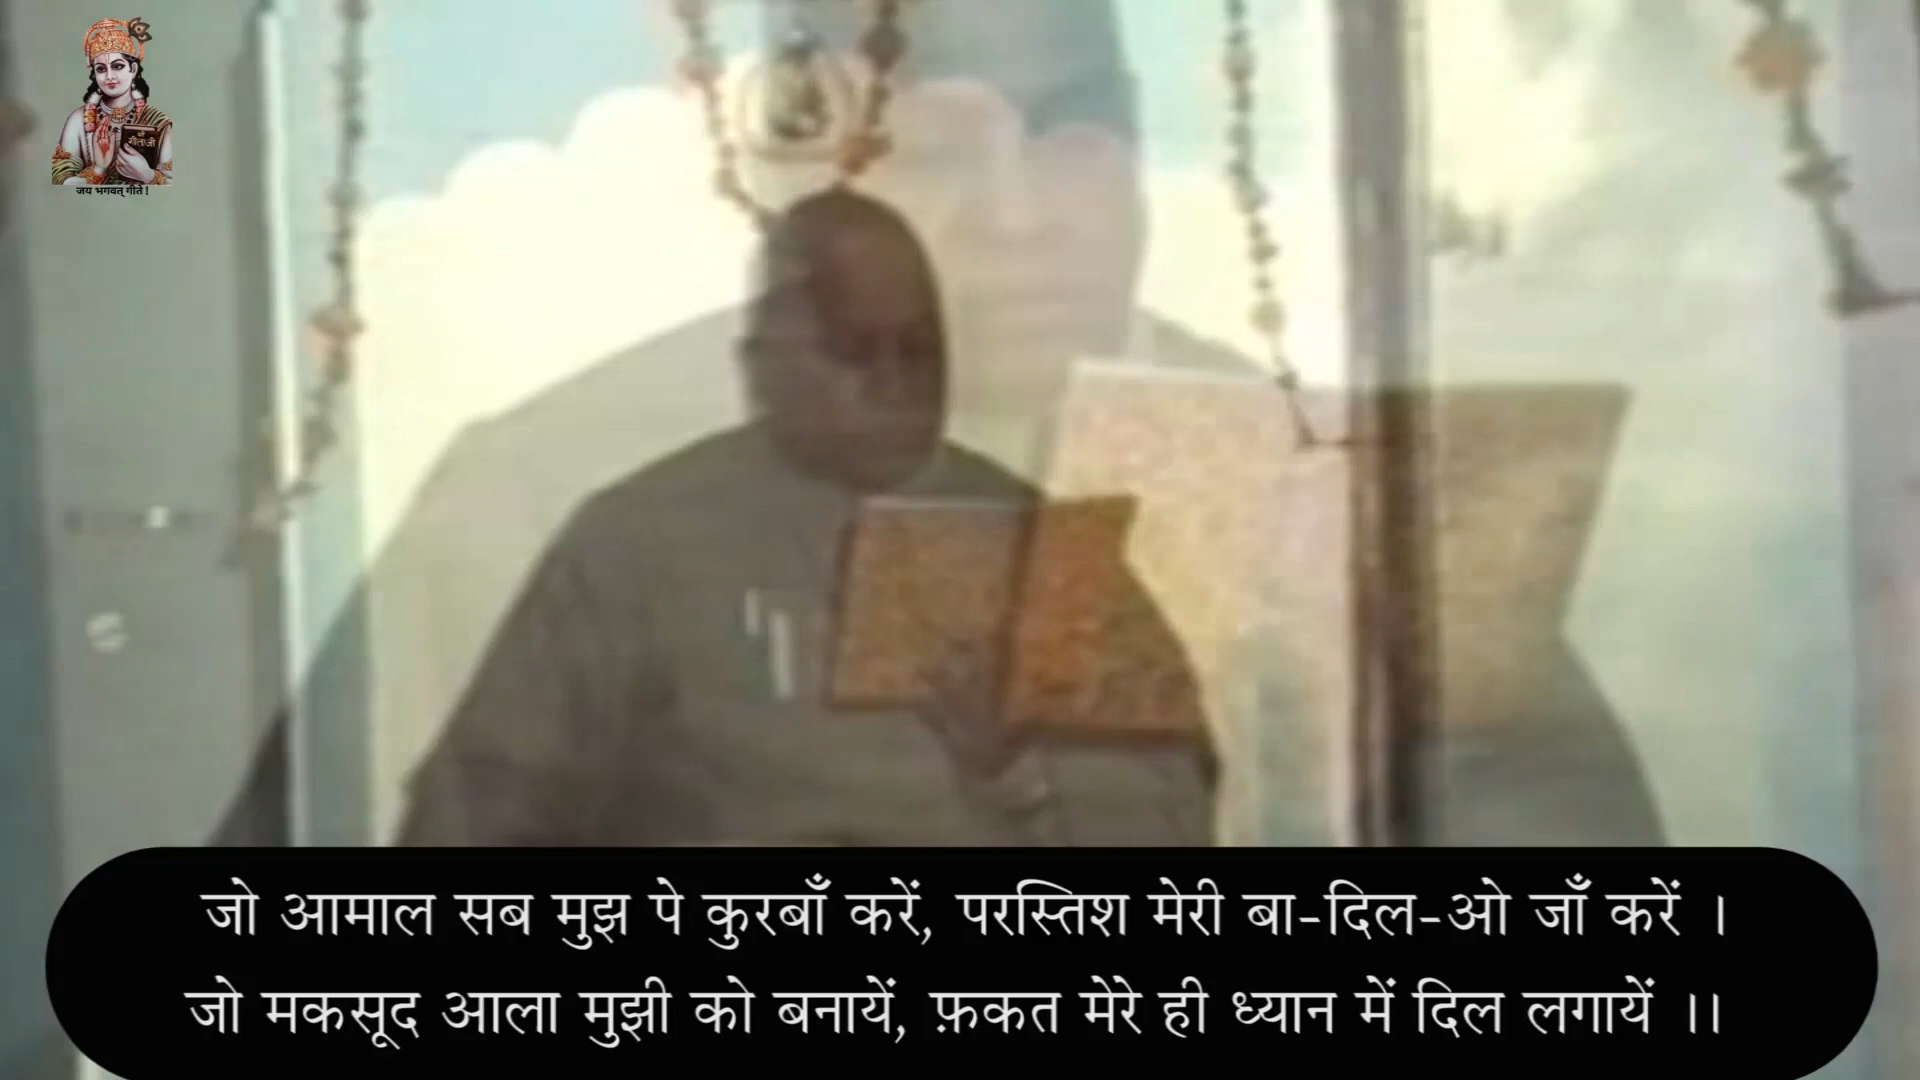 श्री
गीताजी
जय भगवत् गीते !
जो आमाल सब मुझ पे कुरबाँ करें, परस्तिश मेरी बा-दिल-ओ जाँ करें ।
जो मकसूद आला मुझी को बनायें, फ़कत मेरे ही ध्यान में दिल लगायें ।।